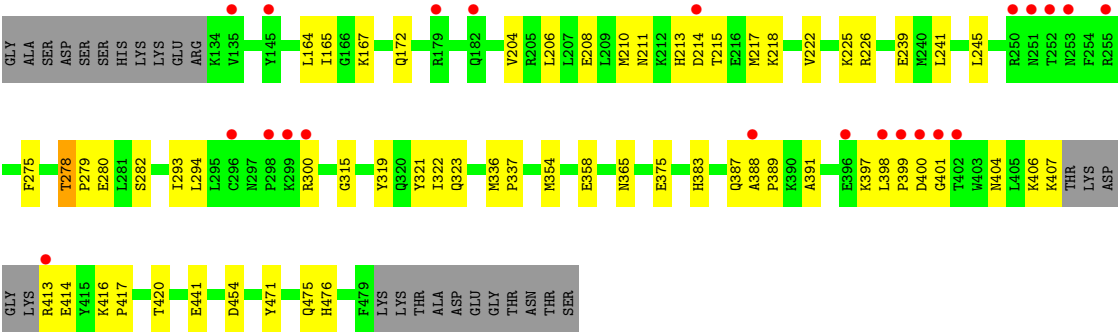 GLY ALA SER ASP SER SER HIS LYS LYS GLU ARG K134 V135 Y145 L164 I165 G166 K167 Q172 R179 Q182 V204 R205 L206 L207 E208 L209 M210 N211 K212 H213 D214 T215 E216 M217 K218 V222 K225 R226 E239 M240 L241 L245 R250 N251 T252 N253 F254 R255
F275 T278 P279 E280 L281 S282 I293 L294 L295 C296 N297 P298 K299 R300 G315 Y319 Q320 Y321 I322 Q323 M336 P337 M354 E358 N365 E375 H383 Q387 A388 P389 K390 A391 E396 K397 L398 P399 D400 G401 T402 W403 N404 L405 K406 K407 THR LYS ASP
GLY LYS R413 E414 Y415 K416 P417 T420 E441 D454 Y471 Q475 H476 F479 LYS LYS THR ALA ASP GLU GLY THR ASN THR SER